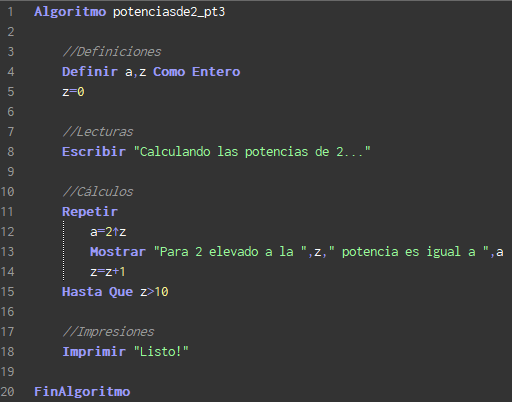 1 Algoritmo potenciasde2_pt3
2
3 //Definiciones
4 Definir a,z Como Entero
5 z=0
6
7 //Lecturas
8 Escribir "Calculando las potencias de 2..."
9
10 //Cálculos
11 Repetir
12 a=2↑z
13 Mostrar "Para 2 elevado a la ",z," potencia es igual a ",a
14 z=z+1
15 Hasta Que z>10
16
17 //Impresiones
18 Imprimir "Listo!"
19
20 FinAlgoritmo